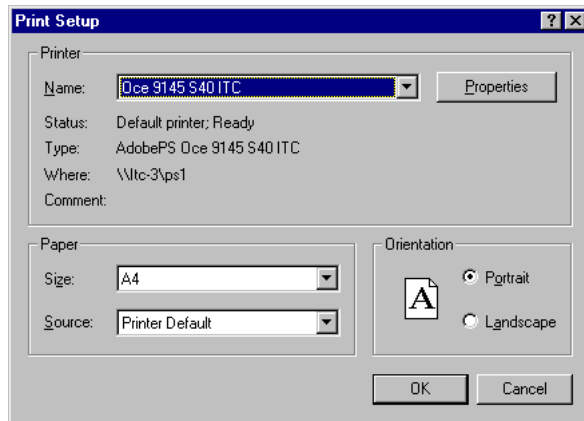 Print Setup
Printer
Name: Oce 9145 S40 ITC Properties
Status: Default printer; Ready
Type: AdobePS Oce 9145 S40 ITC
Where: \\Itc-3\ps1
Comment:
Paper
Size: A4
Source: Printer Default
Orientation
A
Portrait
Landscape
OK Cancel